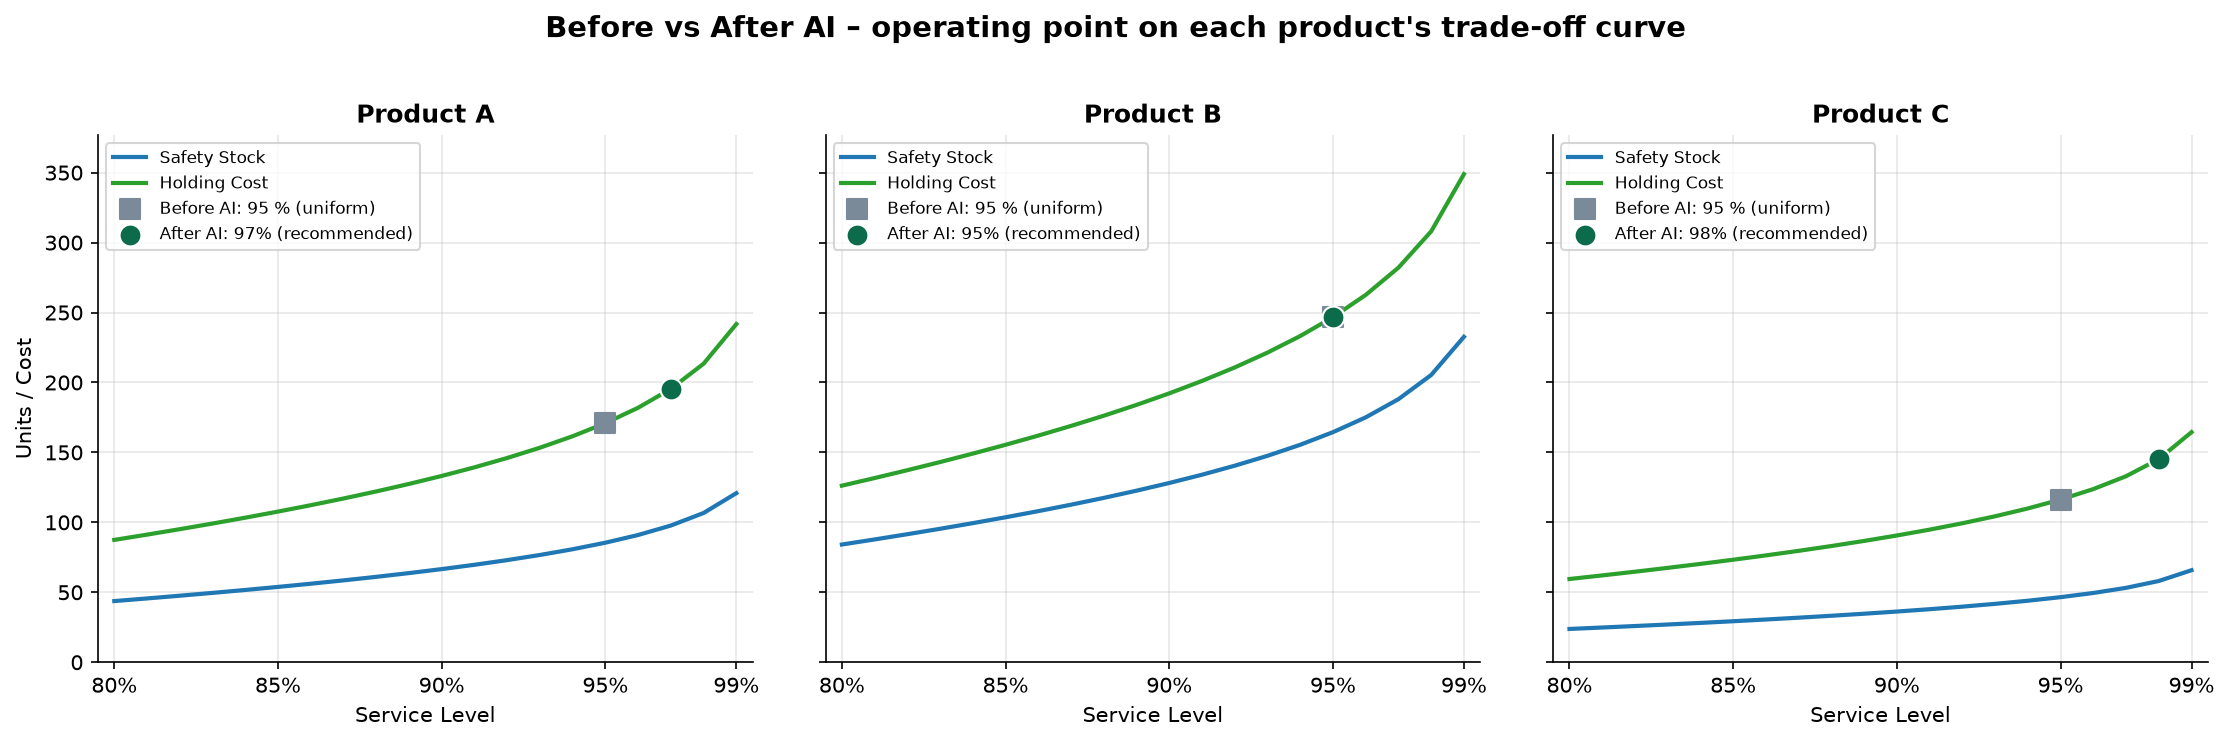 Before vs After AI – operating point on each product's trade-off curve
Product A
Safety Stock
Holding Cost
Before AI: 95 % (uniform)
After AI: 97% (recommended)
Units / Cost
350
300
250
200
150
100
50
0
80%
85%
90%
95%
99%
Service Level
Product B
Safety Stock
Holding Cost
Before AI: 95 % (uniform)
After AI: 95% (recommended)
80%
85%
90%
95%
99%
Service Level
Product C
Safety Stock
Holding Cost
Before AI: 95 % (uniform)
After AI: 98% (recommended)
80%
85%
90%
95%
99%
Service Level